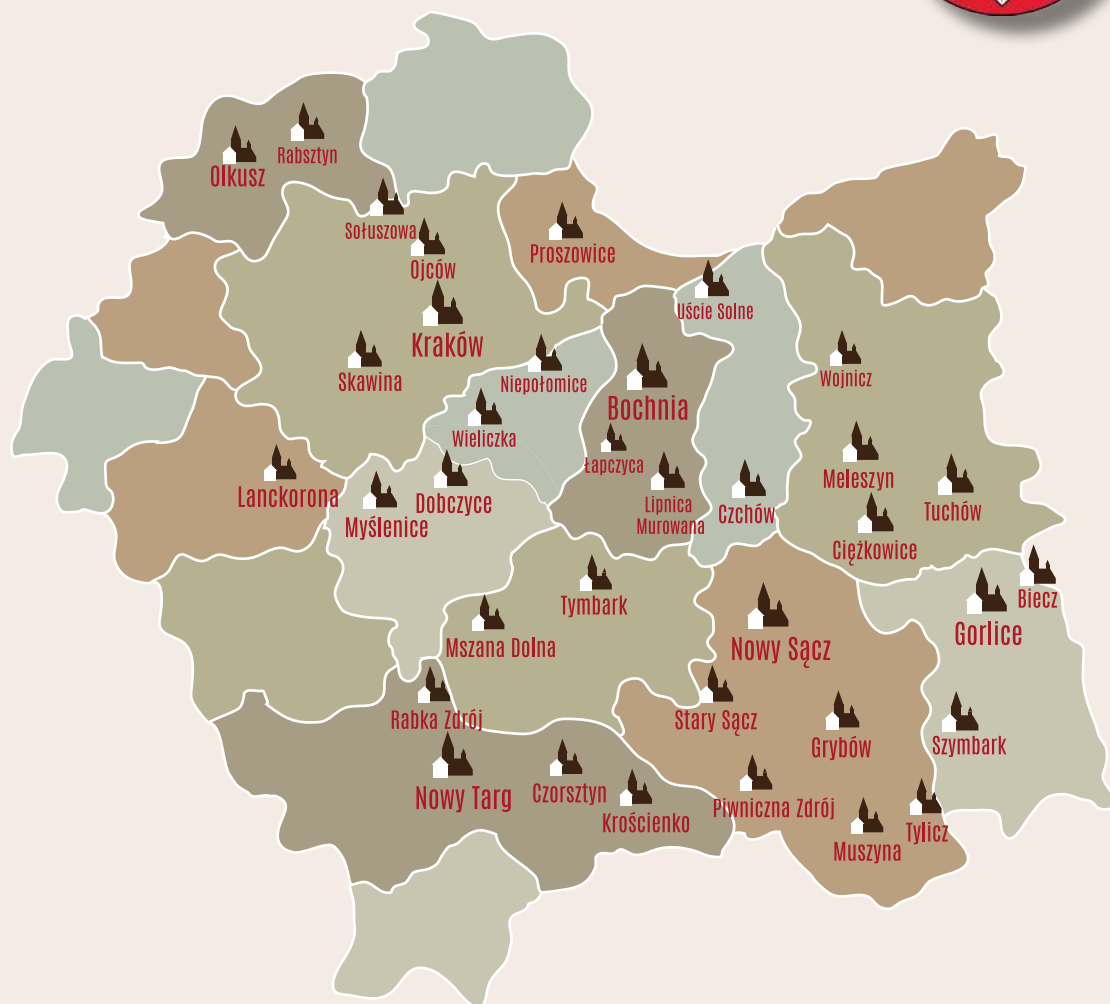 Rabsztyn
Olkusz
Sołuszowa
Ojców
Proszowice
Uście Solne
Kraków
Skawina
Niepołomice
Wojnicz
Bochnia
Wieliczka
Łapczyca
Meleszyn
Lanckorona
Dobczyce
Myślenice
Lipnica
Murowana
Czchów
Tuchów
Ciężkowice
Biecz
Tymbark
Gorlice
Mszana Dolna
Nowy Sącz
Rabka Zdrój
Stary Sącz
Grybów
Szymbark
Nowy Targ
Czorsztyn
Krościenko
Piwniczna Zdrój
Tylicz
Muszyna